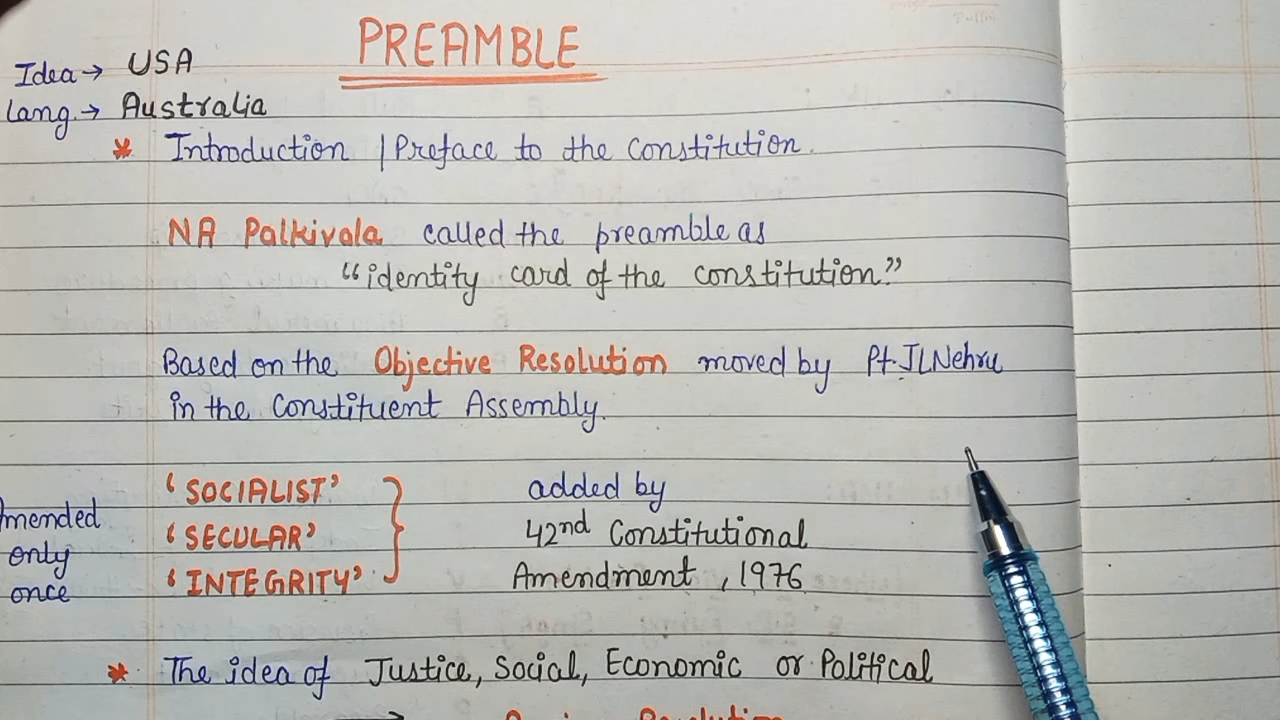 PREAMBLE
Idea → USA
Lang. → Australia
* Introduction | Preface to the Constitution.
NA Palkivala called the preamble as
“identity card of the constitution.”
Based on the Objective Resolution moved by Pt. JL Nehru
in the Constituent Assembly.
Amended only once
‘SOCIALIST’
‘SECULAR’
‘INTEGRITY’
added by
42nd Constitutional
Amendment, 1976
* The idea of Justice, Social, Economic or Political